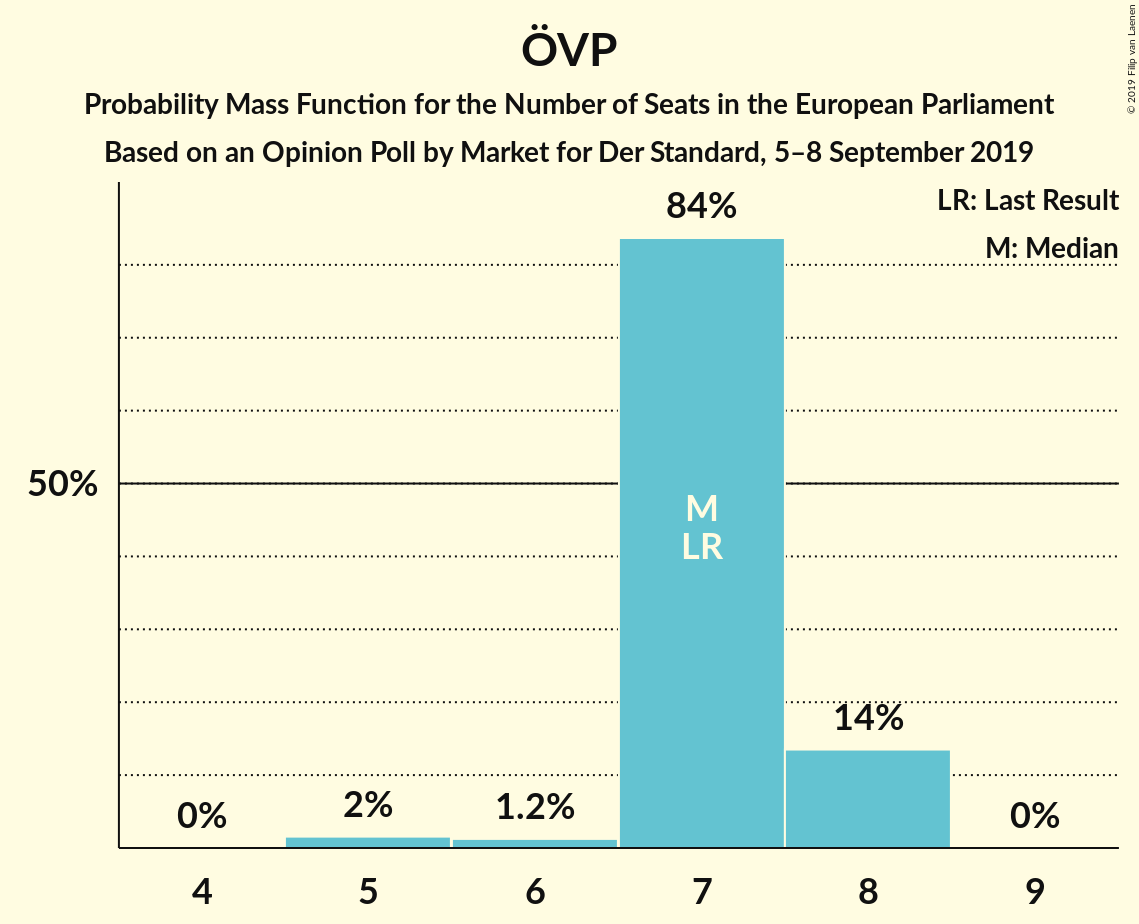 ÖVP
Probability Mass Function for the Number of Seats in the European Parliament
Based on an Opinion Poll by Market for Der Standard, 5–8 September 2019
© 2019 Filip van Laenen
LR: Last Result
M: Median
84%
50%
M
LR
14%
0%
2%
1.2%
0%
4
5
6
7
8
9